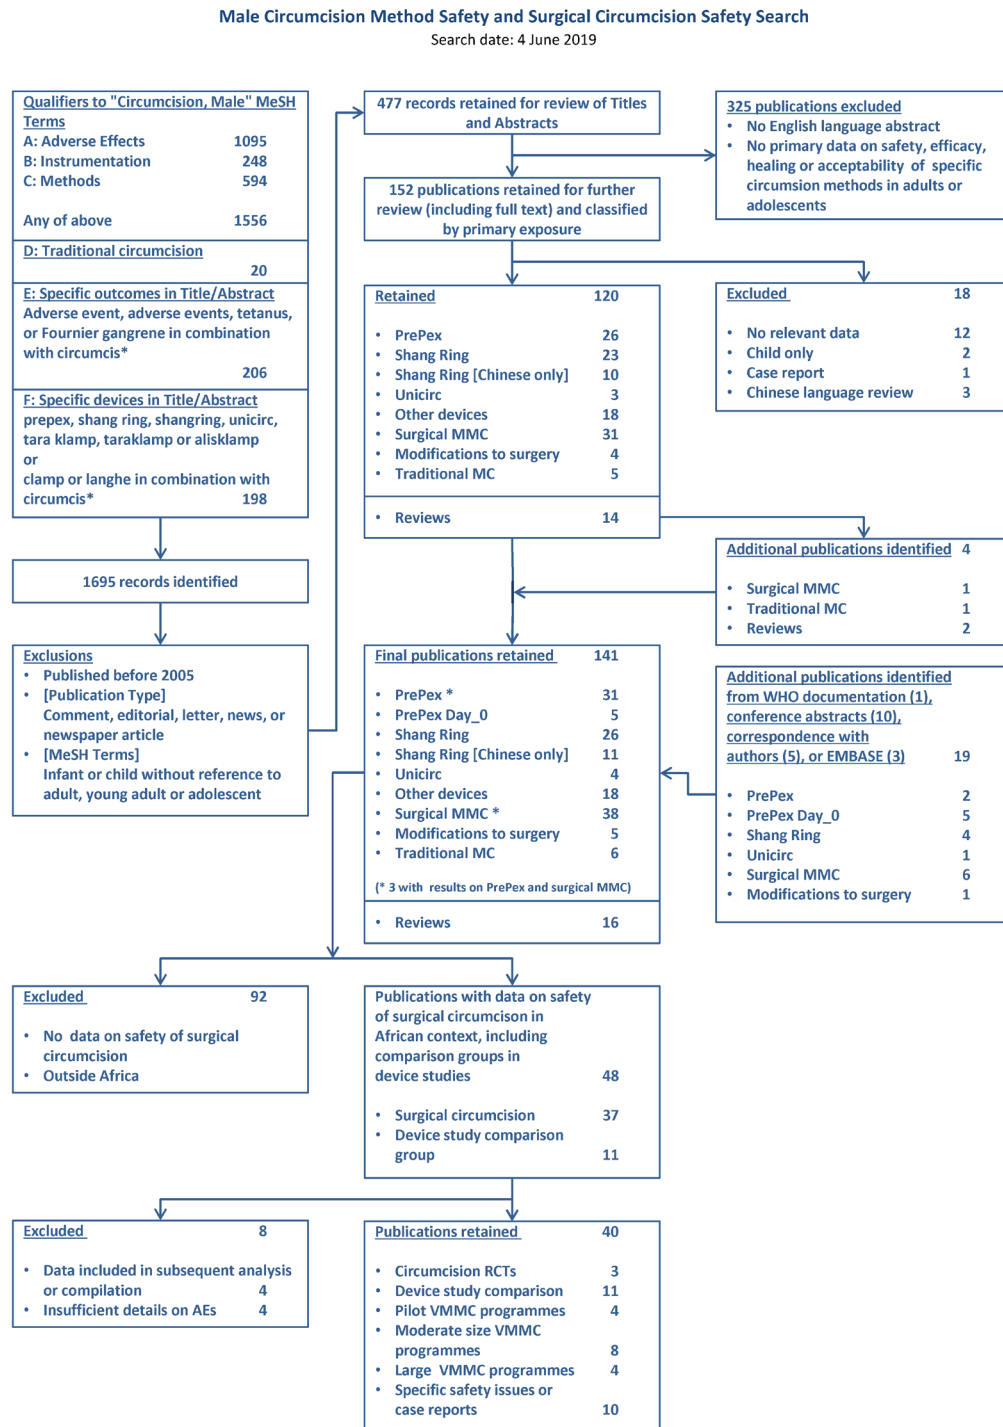 Male Circumcision Method Safety and Surgical Circumcision Safety Search
Search date: 4 June 2019
Qualifiers to "Circumcision, Male" MeSH
Terms
A: Adverse Effects 1095
B: Instrumentation 248
C: Methods 594
Any of above 1556
D: Traditional circumcision
20
E: Specific outcomes in Title/Abstract
Adverse event, adverse events, tetanus,
or Fournier gangrene in combination
with circumcis*
206
F: Specific devices in Title/Abstract
prepex, shang ring, shangring, unicirc,
tara klamp, taraklamp or alisklamp
or
clamp or langhe in combination with
circumcis* 198
1695 records identified
Exclusions
• Published before 2005
• [Publication Type]
Comment, editorial, letter, news, or
newspaper article
• [MeSH Terms]
Infant or child without reference to
adult, young adult or adolescent
477 records retained for review of Titles
and Abstracts
325 publications excluded
• No English language abstract
• No primary data on safety, efficacy,
healing or acceptability of specific
circumsion methods in adults or
adolescents
152 publications retained for further
review (including full text) and classified
by primary exposure
Retained 120
• PrePex 26
• Shang Ring 23
• Shang Ring [Chinese only] 10
• Unicirc 3
• Other devices 18
• Surgical MMC 31
• Modifications to surgery 4
• Traditional MC 5
• Reviews 14
Excluded 18
• No relevant data 12
• Child only 2
• Case report 1
• Chinese language review 3
Additional publications identified 4
• Surgical MMC 1
• Traditional MC 1
• Reviews 2
Final publications retained 141
• PrePex * 31
• PrePex Day_0 5
• Shang Ring 26
• Shang Ring [Chinese only] 11
• Unicirc 4
• Other devices 18
• Surgical MMC * 38
• Modifications to surgery 5
• Traditional MC 6
(* 3 with results on PrePex and surgical MMC)
• Reviews 16
Additional publications identified
from WHO documentation (1),
conference abstracts (10),
correspondence with
authors (5), or EMBASE (3) 19
• PrePex 2
• PrePex Day_0 5
• Shang Ring 4
• Unicirc 1
• Surgical MMC 6
• Modifications to surgery 1
Excluded 92
• No data on safety of surgical
circumcision
• Outside Africa
Publications with data on safety
of surgical circumcison in
African context, including
comparison groups in
device studies 48
• Surgical circumcision 37
• Device study comparison
group 11
Excluded 8
• Data included in subsequent analysis
or compilation 4
• Insufficient details on AEs 4
Publications retained 40
• Circumcision RCTs 3
• Device study comparison 11
• Pilot VMMC programmes 4
• Moderate size VMMC
programmes 8
• Large VMMC programmes 4
• Specific safety issues or
case reports 10